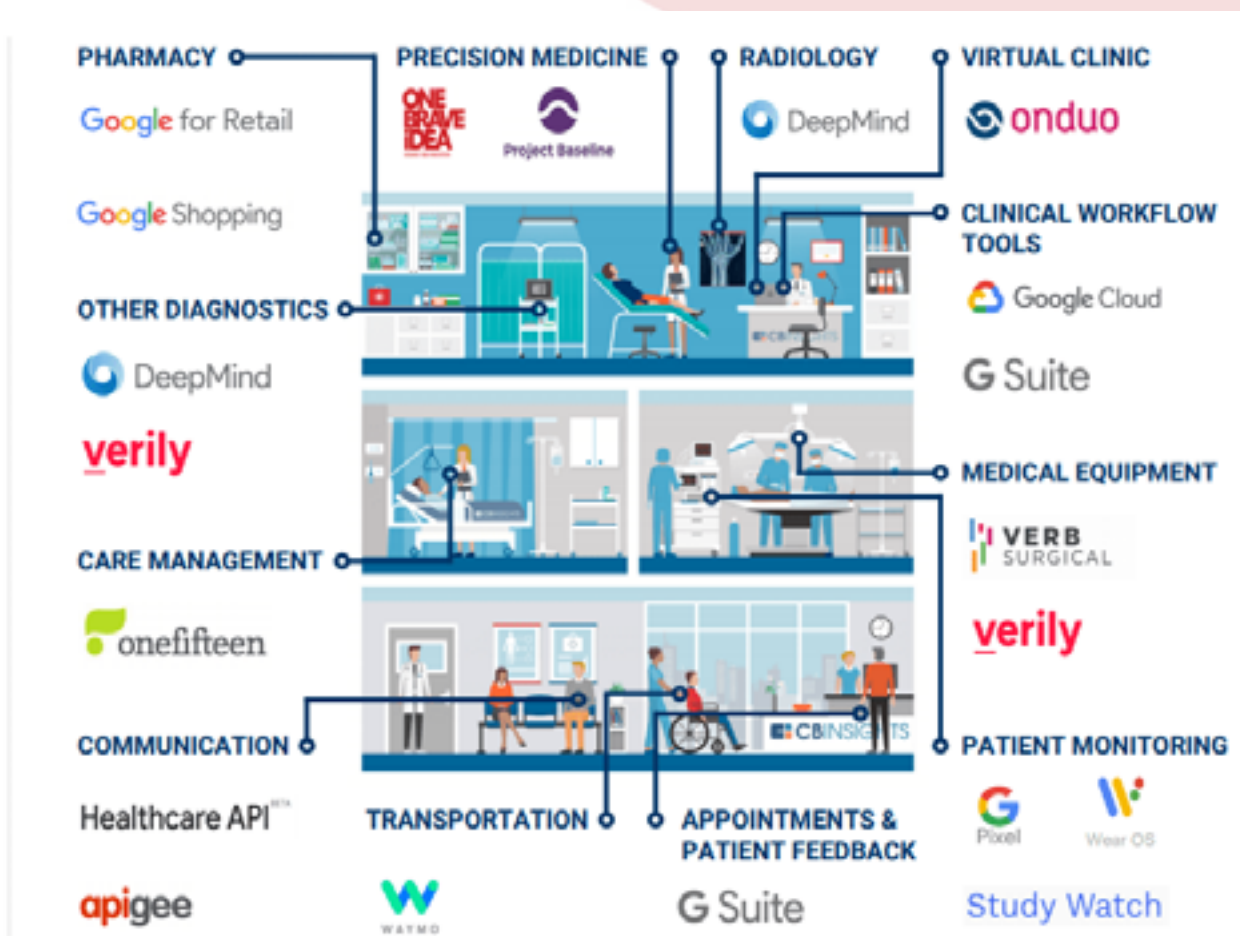 PHARMACY
Google for Retail
Google Shopping
PRECISION MEDICINE
ONE
BRAVE
iDEA
Project Baseline
RADIOLOGY
DeepMind
VIRTUAL CLINIC
onduo
CLINICAL WORKFLOW
TOOLS
Google Cloud
G Suite
OTHER DIAGNOSTICS
DeepMind
verily
CARE MANAGEMENT
onefifteen
MEDICAL EQUIPMENT
VERB
SURGICAL
verily
COMMUNICATION
Healthcare API BETA
apigee
TRANSPORTATION
WAYMO
APPOINTMENTS &
PATIENT FEEDBACK
G Suite
PATIENT MONITORING
Pixel
Wear OS
Study Watch
CBINSIGHTS
CBINSIGHTS
CBINSIGHTS